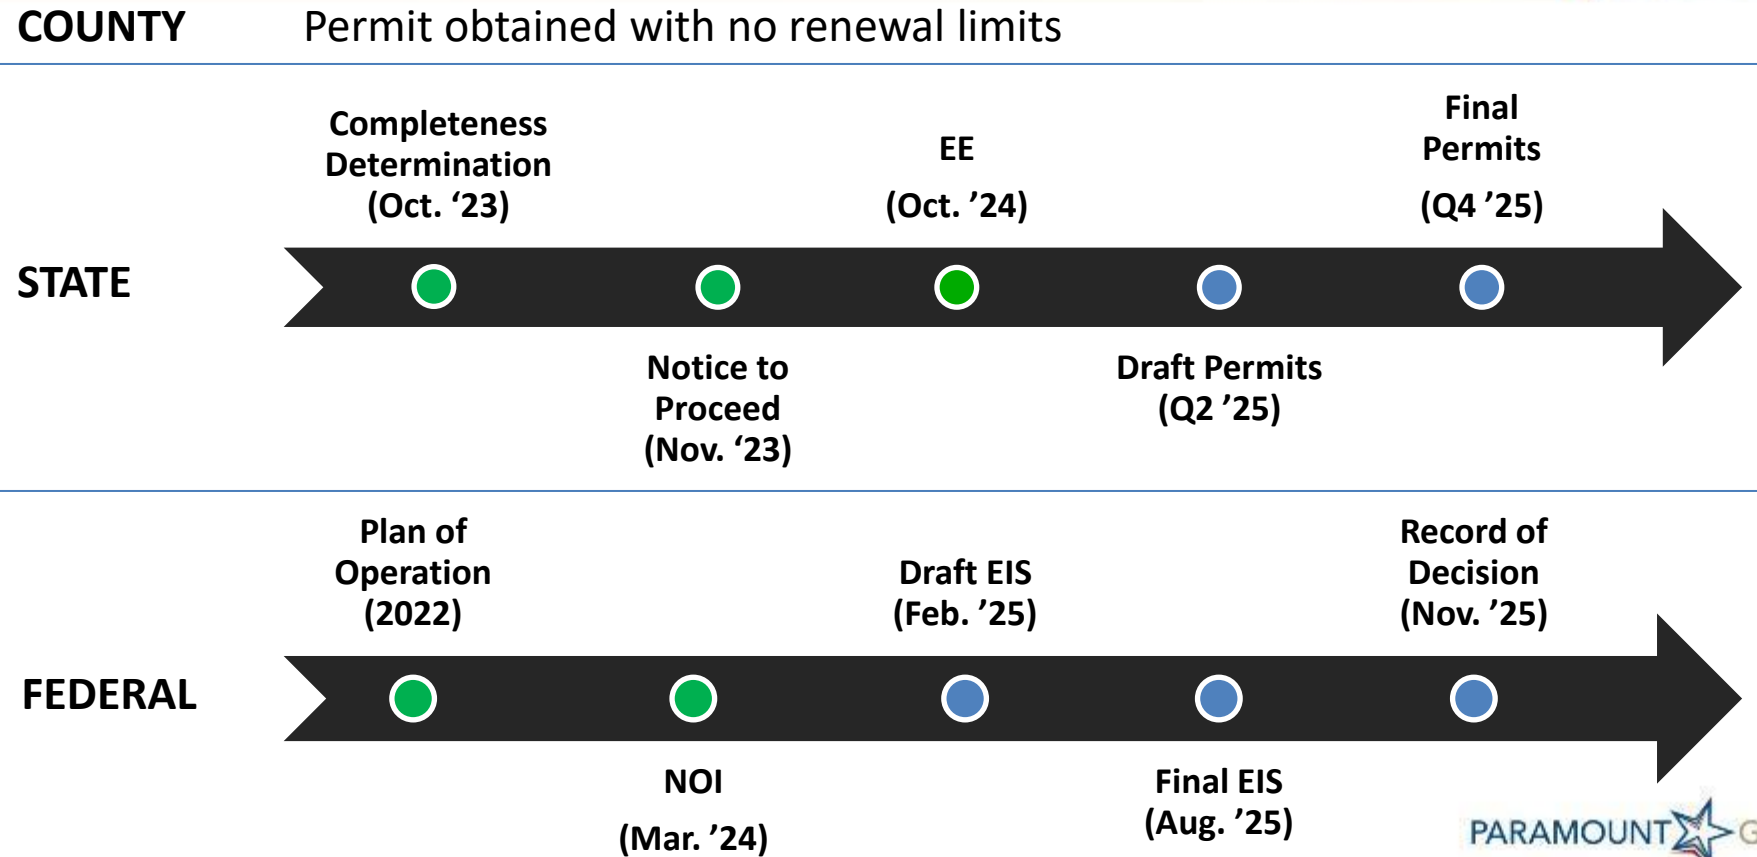 COUNTY Permit obtained with no renewal limits
Completeness
Determination
(Oct. ‘23)
EE
(Oct. ’24)
Final
Permits
(Q4 ’25)
STATE
Notice to
Proceed
(Nov. ‘23)
Draft Permits
(Q2 ’25)
Plan of
Operation
(2022)
Draft EIS
(Feb. ’25)
Record of
Decision
(Nov. ’25)
FEDERAL
NOI
(Mar. ’24)
Final EIS
(Aug. ’25)
PARAMOUNT G